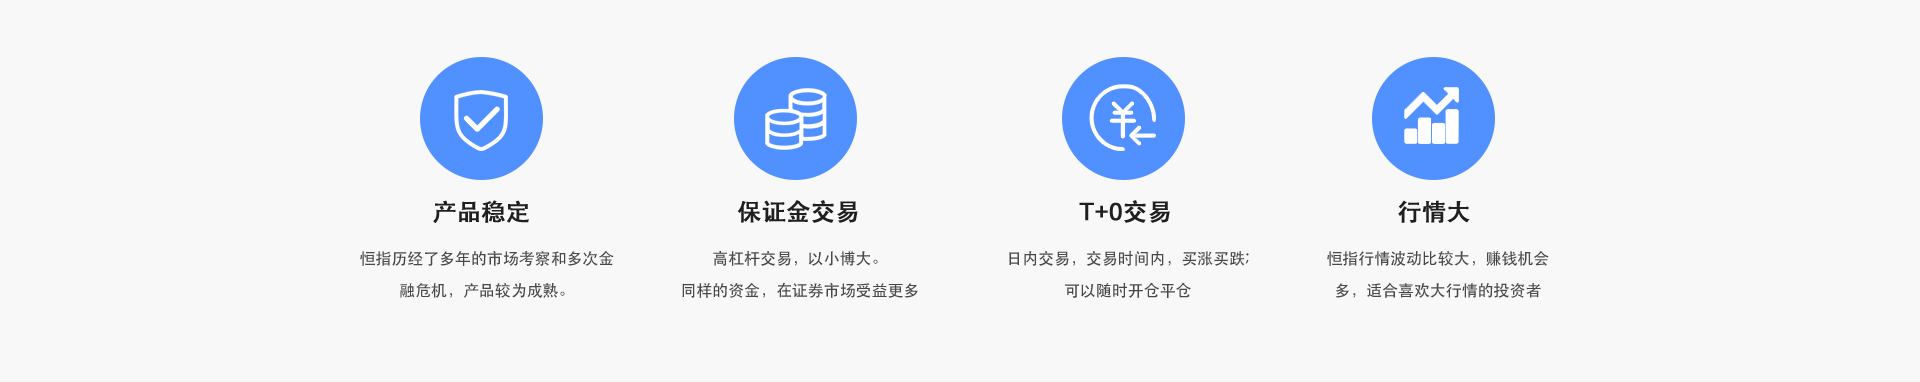 产品稳定
恒指历经了多年的市场考察和多次金
融危机，产品较为成熟。
保证金交易
高杠杆交易，以小博大。
同样的资金，在证券市场受益更多
T+0交易
日内交易，交易时间内，买涨买跌
可以随时开仓平仓
行情大
恒指行情波动比较大，赚钱机会
多，适合喜欢大行情的投资者